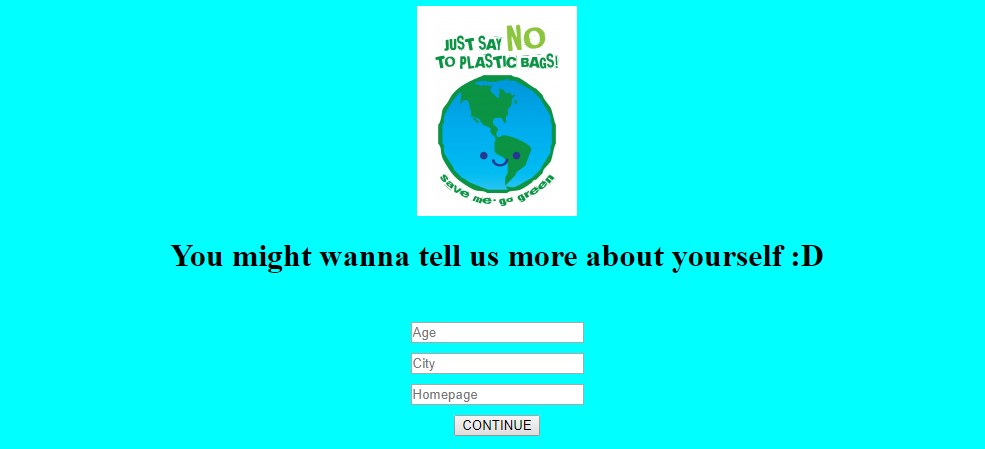 JUST SAY NO
TO PLASTIC BAGS!
save me · go green
You might wanna tell us more about yourself :D
Age
City
Homepage
CONTINUE